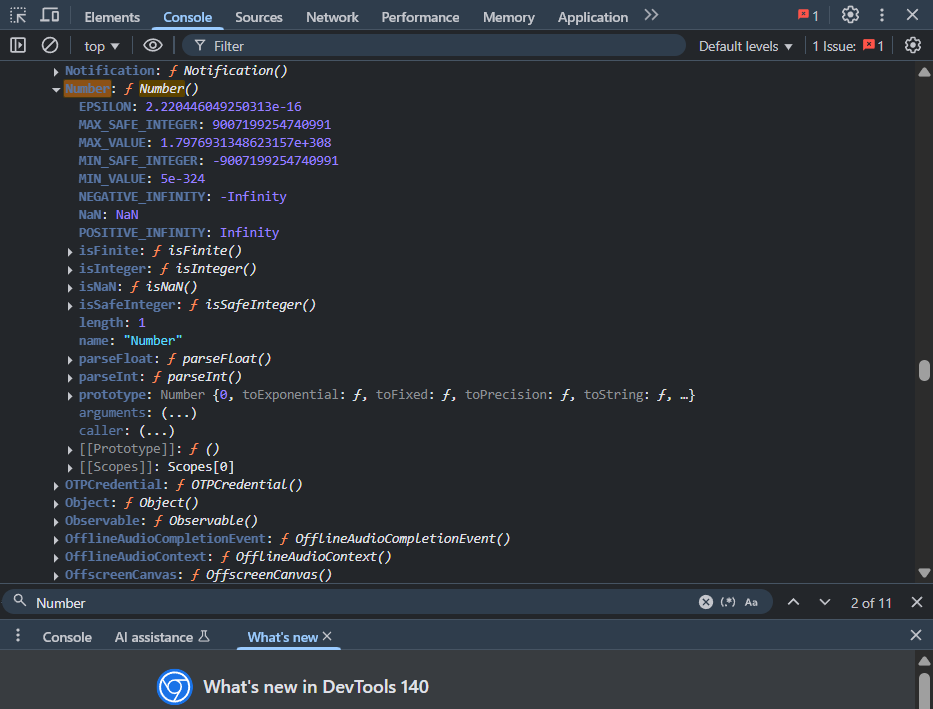 Elements Console Sources Network Performance Memory Application 1
top Filter Default levels 1 Issue: 1
Notification: ƒ Notification()
Number: ƒ Number()
EPSILON: 2.220446049250313e-16
MAX_SAFE_INTEGER: 9007199254740991
MAX_VALUE: 1.7976931348623157e+308
MIN_SAFE_INTEGER: -9007199254740991
MIN_VALUE: 5e-324
NEGATIVE_INFINITY: -Infinity
NaN: NaN
POSITIVE_INFINITY: Infinity
isFinite: ƒ isFinite()
isInteger: ƒ isInteger()
isNaN: ƒ isNaN()
isSafeInteger: ƒ isSafeInteger()
length: 1
name: "Number"
parseFloat: ƒ parseFloat()
parseInt: ƒ parseInt()
prototype: Number {0, toExponential: ƒ, toFixed: ƒ, toPrecision: ƒ, toString: ƒ, …}
arguments: (...)
caller: (...)
[[Prototype]]: ƒ ()
[[Scopes]]: Scopes[0]
OTPCredential: ƒ OTPCredential()
Object: ƒ Object()
Observable: ƒ Observable()
OfflineAudioCompletionEvent: ƒ OfflineAudioCompletionEvent()
OfflineAudioContext: ƒ OfflineAudioContext()
OffscreenCanvas: ƒ OffscreenCanvas()
Number (.*) Aa 2 of 11
Console AI assistance What's new
What's new in DevTools 140